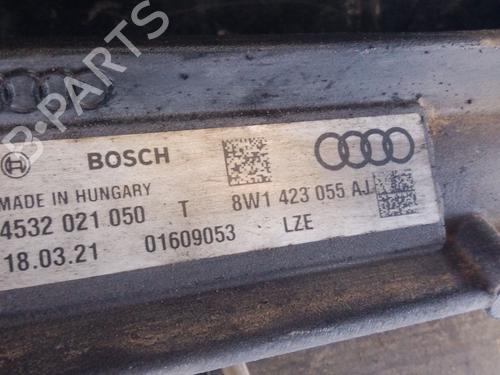 B-PARTS
BOSCH
MADE IN HUNGARY
4532 021 050 T 8W1 423 055 AJ
18.03.21 01609053 LZE